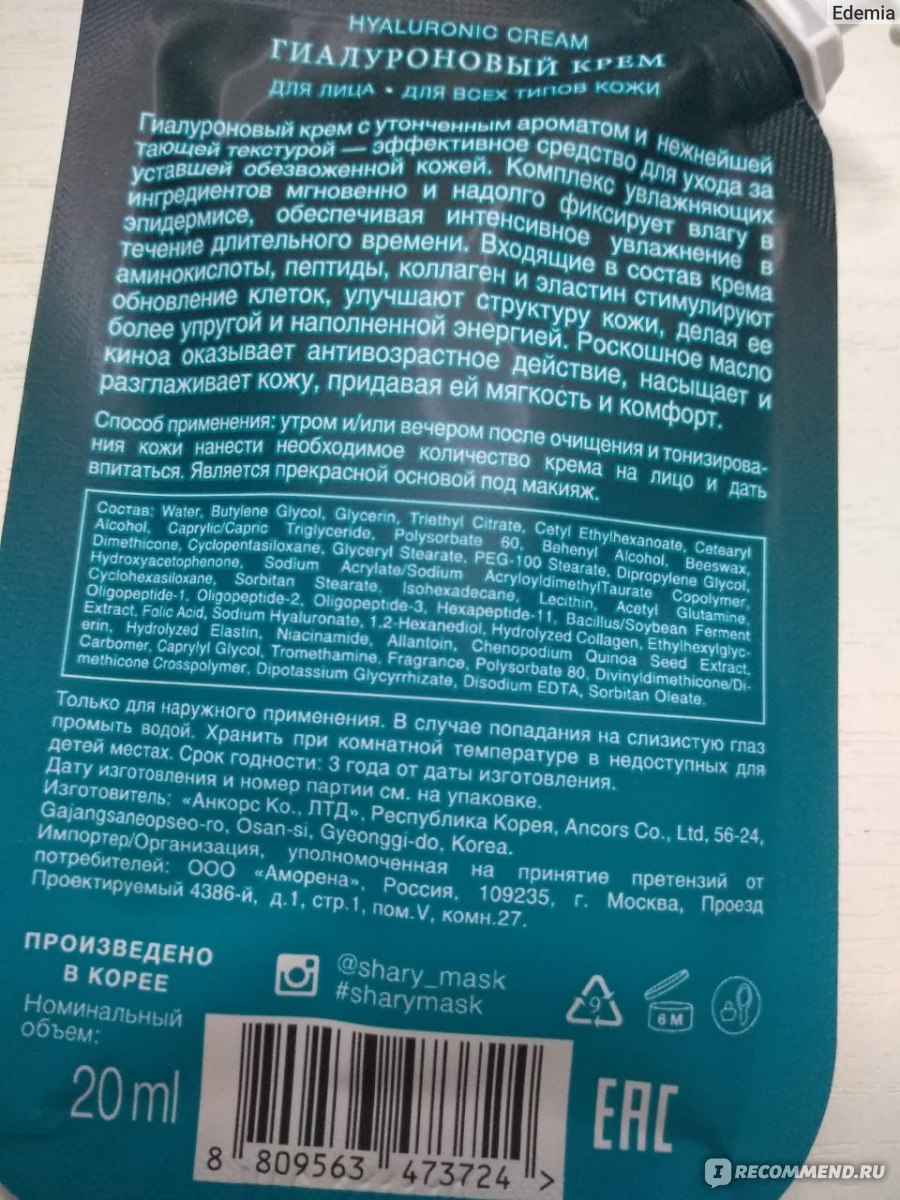 Edemia
HYALURONIC CREAM
ГИАЛУРОНОВЫЙ КРЕМ
ДЛЯ ЛИЦА • ДЛЯ ВСЕХ ТИПОВ КОЖИ
Гиалуроновый крем с утонченным ароматом и нежнейшей
тающей текстурой — эффективное средство для ухода за
уставшей обезвоженной кожей. Комплекс увлажняющих
ингредиентов мгновенно и надолго фиксирует влагу в
эпидермисе, обеспечивая интенсивное увлажнение в
течение длительного времени. Входящие в состав крема
аминокислоты, пептиды, коллаген и эластин стимулируют
обновление клеток, улучшают структуру кожи, делая ее
более упругой и наполненной энергией. Роскошное масло
киноа оказывает антивозрастное действие, насыщает и
разглаживает кожу, придавая ей мягкость и комфорт.
Способ применения: утром и/или вечером после очищения и тонизирова-
ния кожи нанести необходимое количество крема на лицо и дать
впитаться. Является прекрасной основой под макияж.
Состав: Water, Butylene Glycol, Glycerin, Triethyl Citrate, Cetyl Ethylhexanoate, Cetearyl
Alcohol, Caprylic/Capric Triglyceride, Polysorbate 60, Behenyl Alcohol, Beeswax,
Dimethicone, Cyclopentasiloxane, Glyceryl Stearate, PEG-100 Stearate, Dipropylene Glycol,
Hydroxyacetophenone, Sodium Acrylate/Sodium AcryloyldimethylTaurate Copolymer,
Cyclohexasiloxane, Sorbitan Stearate, Isohexadecane, Lecithin, Acetyl Glutamine,
Oligopeptide-1, Oligopeptide-2, Oligopeptide-3, Hexapeptide-11, Bacillus/Soybean Ferment
Extract, Folic Acid, Sodium Hyaluronate, 1.2-Hexanediol, Hydrolyzed Collagen, Ethylhexylglyc-
erin, Hydrolyzed Elastin, Niacinamide, Allantoin, Chenopodium Quinoa Seed Extract,
Carbomer, Caprylyl Glycol, Tromethamine, Fragrance, Polysorbate 80, Divinyldimethicone/Di-
methicone Crosspolymer, Dipotassium Glycyrrhizate, Disodium EDTA, Sorbitan Oleate.
Только для наружного применения. В случае попадания на слизистую глаз
промыть водой. Хранить при комнатной температуре в недоступных для
детей местах. Срок годности: 3 года от даты изготовления.
Дату изготовления и номер партии см. на упаковке.
Изготовитель: «Анкорс Ко., ЛТД», Республика Корея, Ancors Co., Ltd, 56-24,
Gajangsaneopseo-ro, Osan-si, Gyeonggi-do, Korea.
Импортер/Организация, уполномоченная на принятие претензий от
потребителей: ООО «Аморена», Россия, 109235, г. Москва, Проезд
Проектируемый 4386-й, д.1, стр.1, пом.V, комн.27.
ПРОИЗВЕДЕНО
В КОРЕЕ
@shary_mask
#sharymask
9
6 M
Номинальный
объем:
20 ml
8 809563 473724 >
EAC
IRECOMMEND.RU